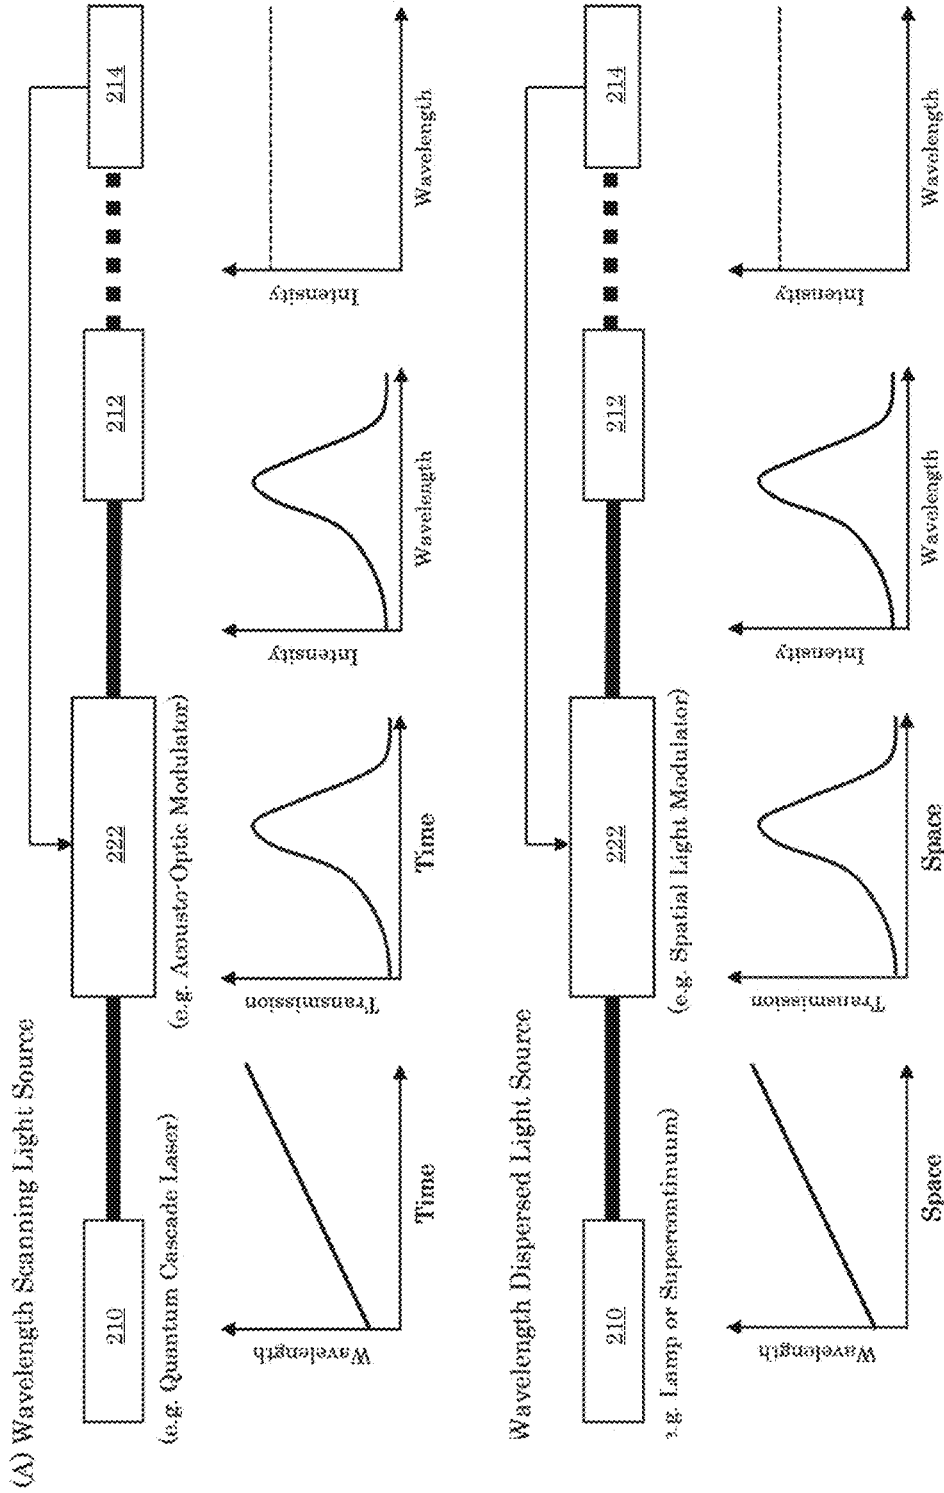 (A) Wavelength Scanning Light Source
210
222
212
214
(e.g. Quantum Cascade Laser)
(e.g. Acousto-Optic Modulator)
Wavelength
Time
Transmission
Time
Intensity
Wavelength
Intensity
Wavelength
Wavelength Dispersed Light Source
210
222
212
214
e.g. Lamp or Supercontinuum)
(e.g. Spatial Light Modulator)
Wavelength
Space
Transmission
Space
Intensity
Wavelength
Intensity
Wavelength